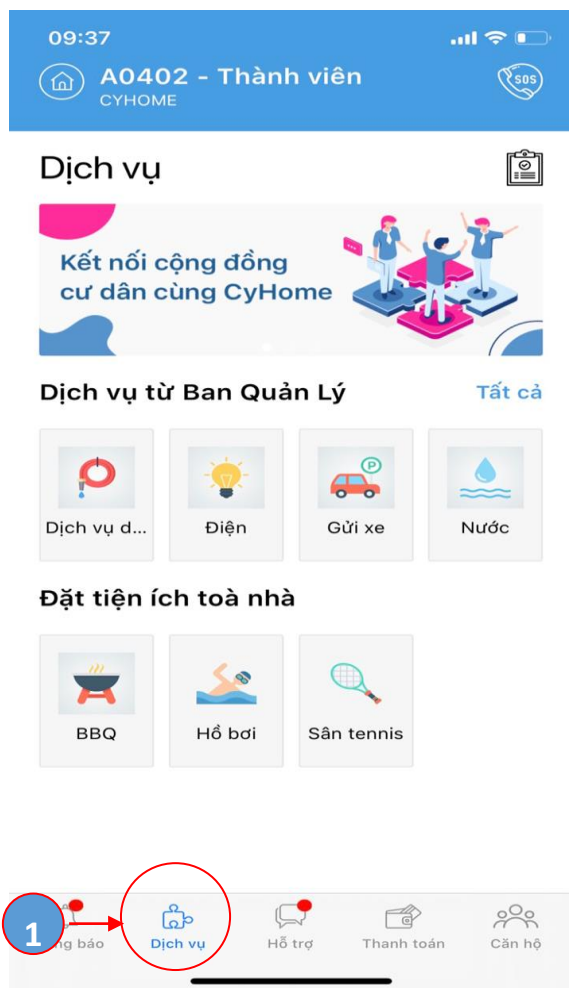 09:37
A0402 - Thành viên
CYHOME
SOS
Dịch vụ
Kết nối cộng đồng
cư dân cùng CyHome
Dịch vụ từ Ban Quản Lý
Tất cả
P
Dịch vụ d...
Điện
Gửi xe
Nước
Đặt tiện ích toà nhà
BBQ
Hồ bơi
Sân tennis
1
ng báo
Dịch vụ
Hỗ trợ
Thanh toán
Căn hộ